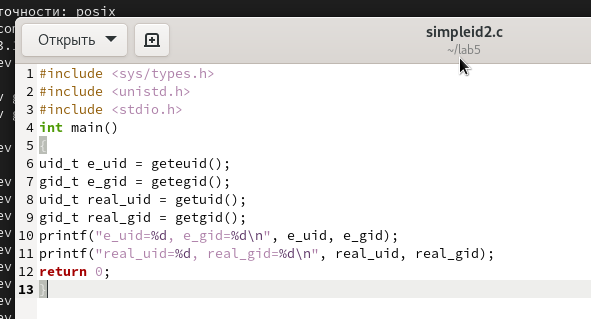 точности: posix
Открыть
simpleid2.c
~/lab5
1 #include <sys/types.h>
2 #include <unistd.h>
3 #include <stdio.h>
4 int main()
5 {
6 uid_t e_uid = geteuid();
7 gid_t e_gid = getegid();
8 uid_t real_uid = getuid();
9 gid_t real_gid = getgid();
10 printf("e_uid=%d, e_gid=%d\n", e_uid, e_gid);
11 printf("real_uid=%d, real_gid=%d\n", real_uid, real_gid);
12 return 0;
13 }